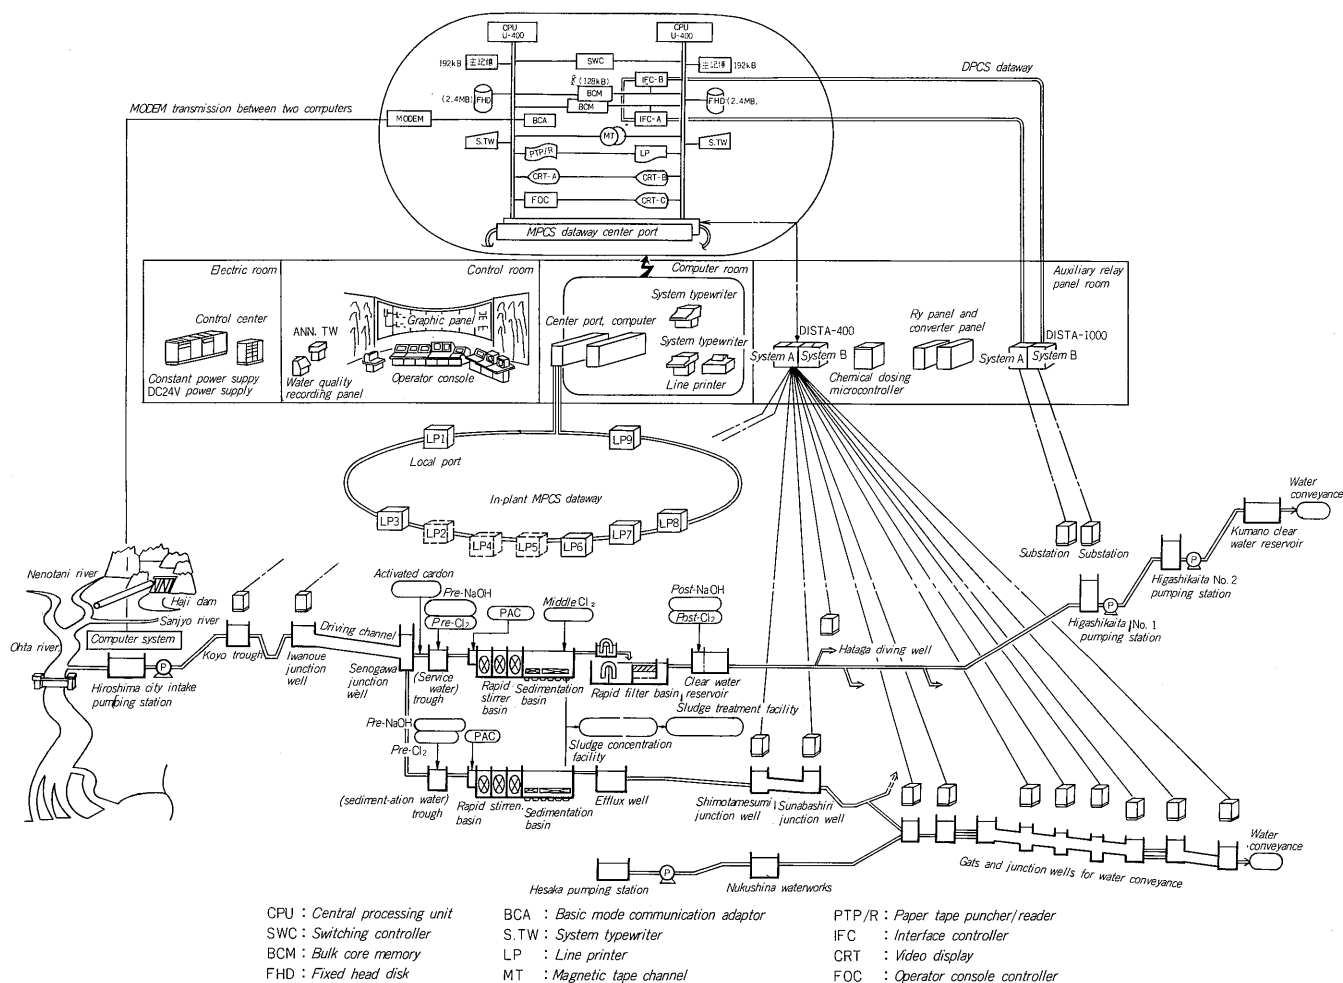 CPU
U-400
CPU
U-400
192kB
主記憶
SWC
主記憶
192kB
DPCS dataway
(128kB)
IFC-B
(2.4MB)
FHD
BCM
FHD
(2.4MB)
BCM
MODEM transmission between two computers
MODEM
BCA
IFC-A
S.TW
MT
S.TW
PTP/R
LP
CRT-A
CRT-B
FOC
CRT-C
MPCS dataway center port
Electric room
Control room
Computer room
Auxiliary relay
panel room
Control center
Constant power suppy
DC24V power supply
ANN. TW
Graphic panel
Water quality
recording panel
Operator console
Center port, computer
System typewriter
System typewriter
Line printer
DISTA-400
System A
System B
Chemical dosing
microcontroller
Ry panel and
converter panel
DISTA-1000
System A
System B
LP1
LP9
Local port
In-plant MPCS dataway
LP3
LP2
LP4
LP5
LP6
LP7
LP8
Substation
Substation
Water
conveyance
Kumano clear
water reservoir
Higashikaita No. 2
pumping station
Higashikaita No. 1
pumping station
Nenotani river
Haji dam
Sanjyo river
Ohta river
Computer system
Hiroshima city intake
pumping station
Koyo trough
Driving channel
Iwanoue
junction
well
Senogawa
junction
well
Activated cardon
Pre-NaOH
Pre-Cl2
(Service
water)
trough
PAC
Rapid
stirrer
basin
Middle Cl2
Sedimentation
basin
Rapid filter basin
Post-NaOH
Post-Cl2
Clear water
reservoir
Hataga diving well
Sludge treatment facility
Sludge concentration
facility
Pre-NaOH
Pre-Cl2
PAC
(sediment-ation water)
trough
Rapid stirren.
basin
Sedimentation
basin
Efflux well
Shimotamesumi
junction well
Sunabashiri
junction well
Hesaka pumping station
P
P
P
P
Nukushina waterworks
Gats and junction wells for water conveyance
Water
conveyance
CPU : Central processing unit
SWC : Switching controller
BCM : Bulk core memory
FHD : Fixed head disk
BCA : Basic mode communication adaptor
S.TW : System typewriter
LP : Line printer
MT : Magnetic tape channel
PTP/R : Paper tape puncher/reader
IFC : Interface controller
CRT : Video display
FOC : Operator console controller